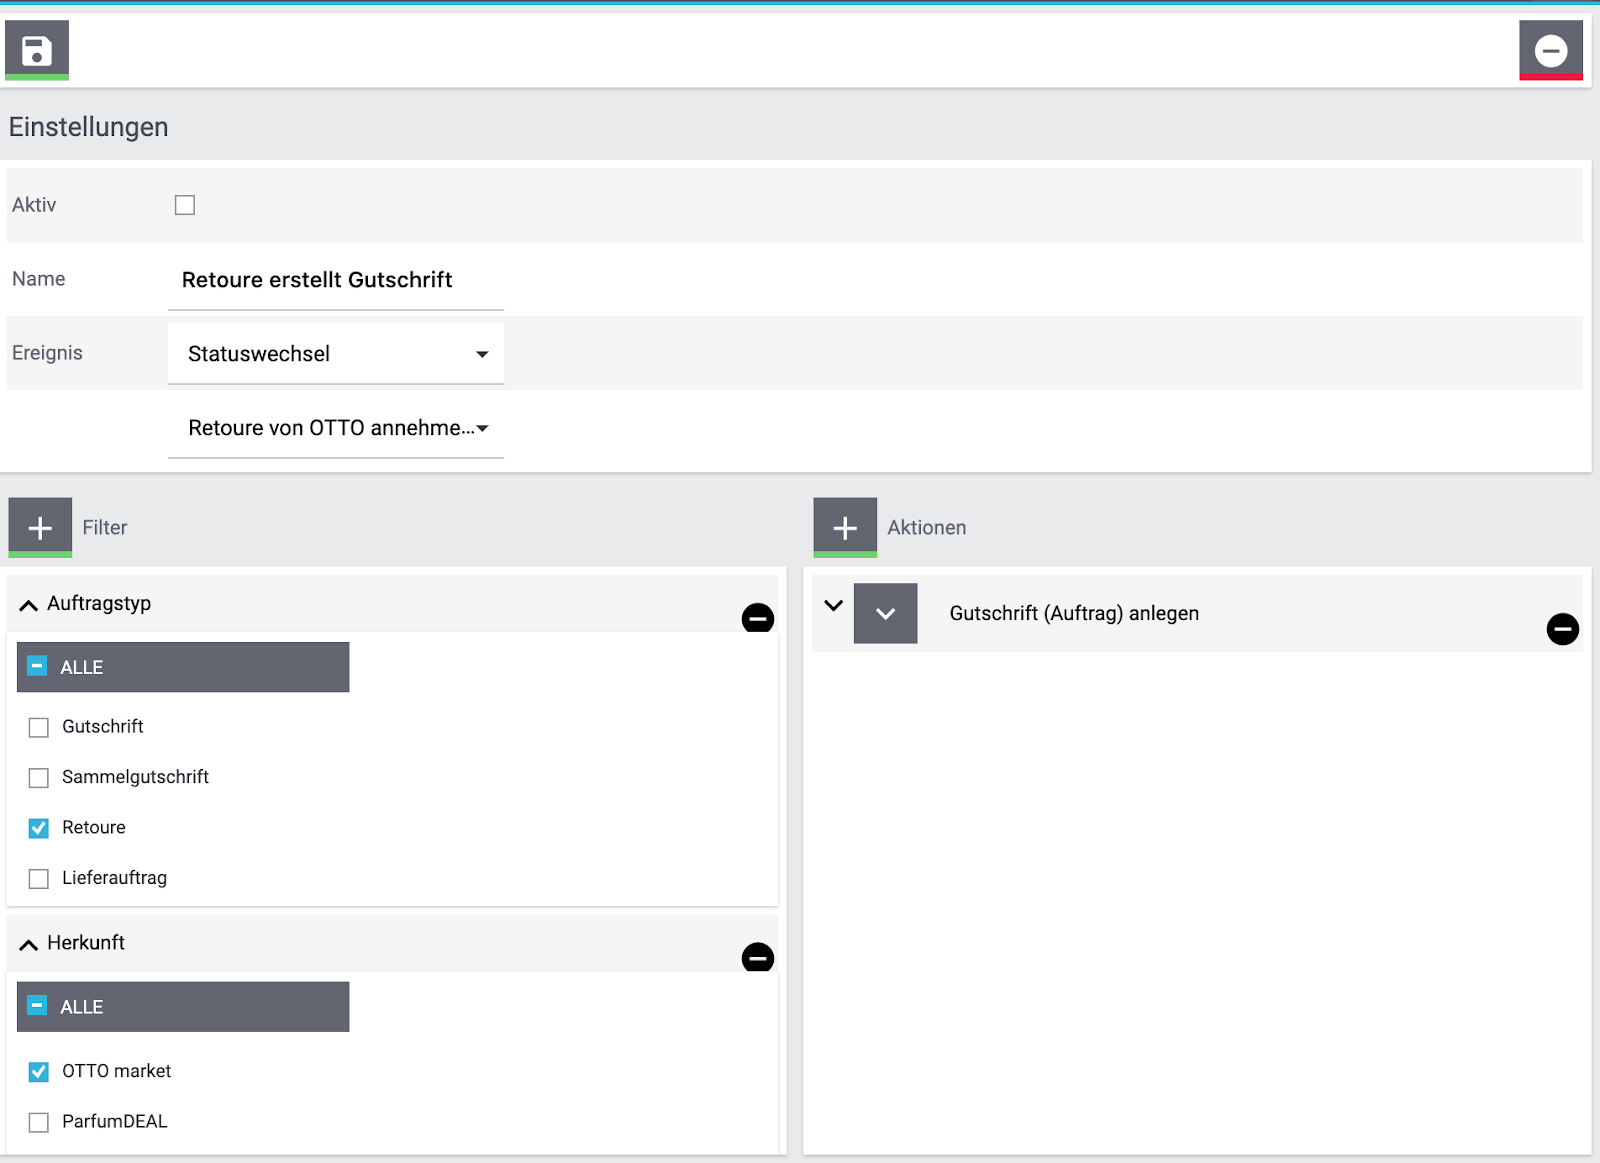 Einstellungen
Aktiv
Name
Retoure erstellt Gutschrift
Ereignis
Statuswechsel
Retoure von OTTO annehme...
Filter
Auftragstyp
ALLE
Gutschrift
Sammelgutschrift
Retoure
Lieferauftrag
Herkunft
ALLE
OTTO market
ParfumDEAL
Aktionen
Gutschrift (Auftrag) anlegen